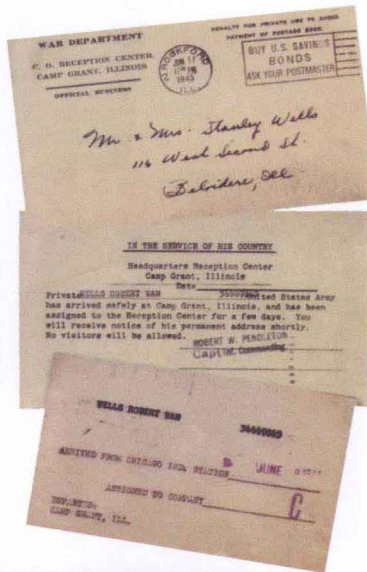 WAR DEPARTMENT
C. O. RECEPTION CENTER
CAMP GRANT, ILLINOIS
OFFICIAL BUSINESS
ROCKFORD
JUN 17
1943
ILL.
PENALTY FOR PRIVATE USE TO AVOID
PAYMENT OF POSTAGE $300.
BUY U.S. SAVINGS
BONDS
ASK YOUR POSTMASTER
Mr. & Mrs. Stanley Wells
116 West Second St.
Belvidere, Ill
IN THE SERVICE OF HIS COUNTRY
Headquarters Reception Center
Camp Grant, Illinois
Date
Private WELLS ROBERT VAN United States Army
has arrived safely at Camp Grant, Illinois, and has been
assigned to the Reception Center for a few days. You
will receive notice of his permanent address shortly.
No visitors will be allowed.
ROBERT W. PENDLETON
Captain, Commanding
WELLS ROBERT VAN
ARRIVED FROM CHICAGO IND. STATION JUNE
ASSIGNED TO COMPANY C
CAMP GRANT, ILL.